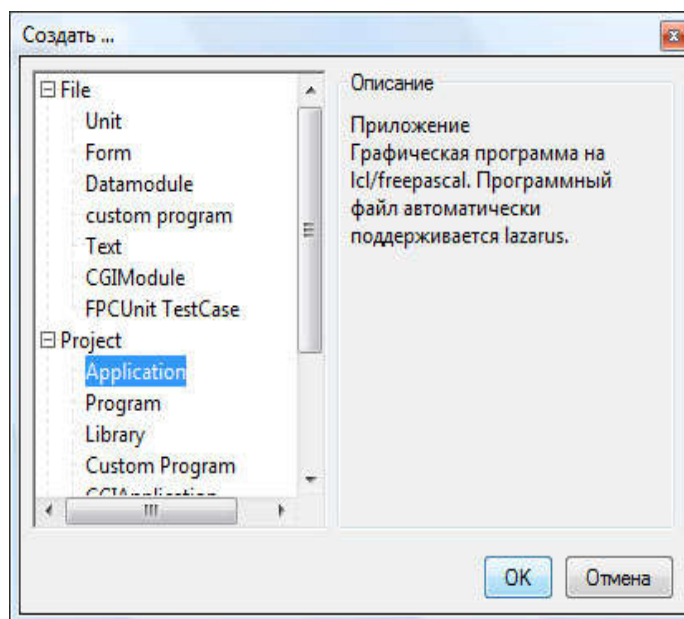 Создать ...
File
Unit
Form
Datamodule
custom program
Text
CGIModule
FPCUnit TestCase
Project
Application
Program
Library
Custom Program
CGIApplication
Описание
Приложение
Графическая программа на
lcl/freepascal. Программный
файл автоматически
поддерживается lazarus.
OK
Отмена